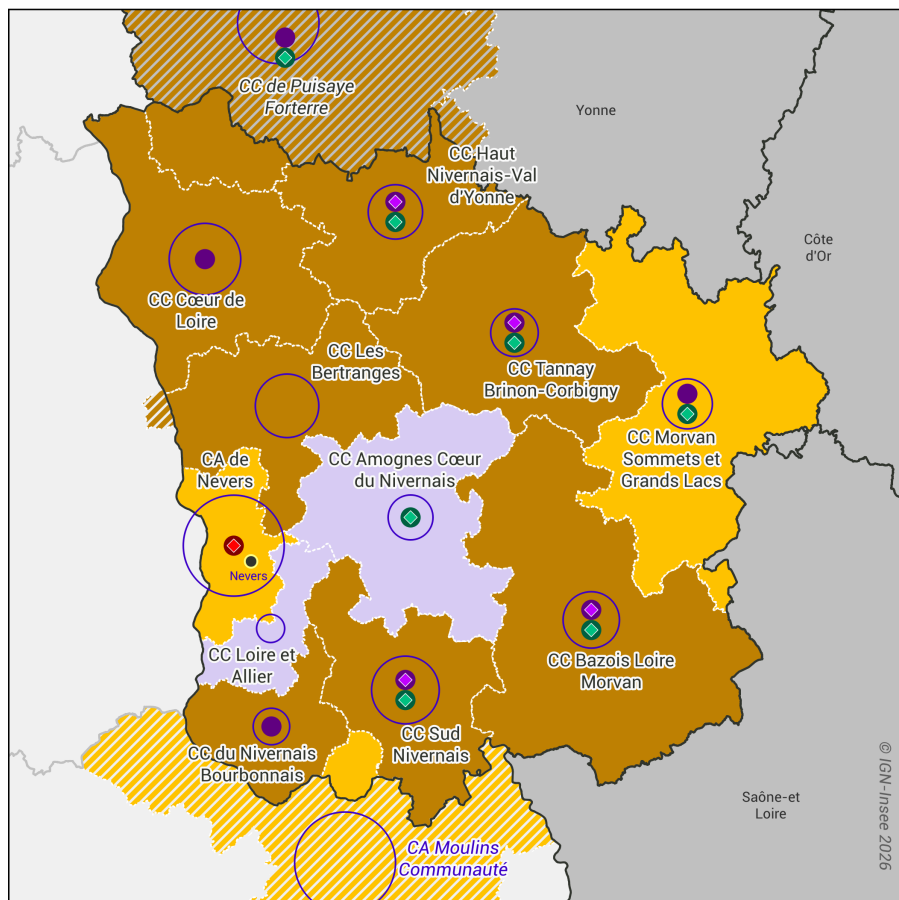 CC de Puisaye
Forterre
Yonne
CC Haut
Nivernais-Val
d'Yonne
Côte
d'Or
CC Cœur de
Loire
CC Les
Bertranges
CC Tannay
Brinon-Corbigny
CC Morvan
Sommets et
Grands Lacs
CA de
Nevers
CC Amognes Cœur
du Nivernais
Nevers
CC Loire et
Allier
CC Bazois Loire
Morvan
CC Sud
Nivernais
CC du Nivernais
Bourbonnais
Saône-et
Loire
CA Moulins
Communauté
© IGN-Insee 2026